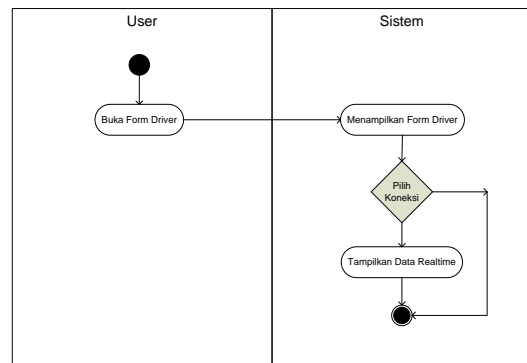 User
Sistem
Buka Form Driver
Menampilkan Form Driver
Pilih
Koneksi
Tampilkan Data Realtime